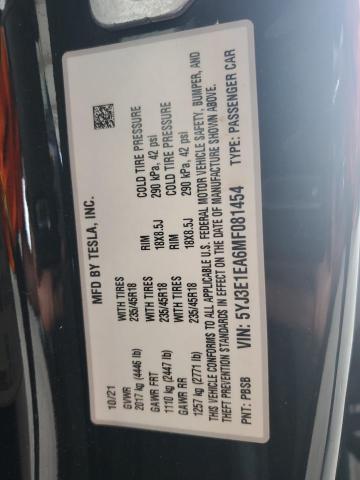 MFD BY TESLA, INC.
10/21
GVWR
2017 kg (4446 lb)
GAWR FRT WITH TIRES RIM COLD TIRE PRESSURE
1110 kg (2447 lb) 235/45R18 18X8.5J 290 kPa, 42 psi
GAWR RR WITH TIRES RIM COLD TIRE PRESSURE
1257 kg (2771 lb) 235/45R18 18X8.5J 290 kPa, 42 psi
THIS VEHICLE CONFORMS TO ALL APPLICABLE U.S. FEDERAL MOTOR VEHICLE SAFETY, BUMPER, AND
THEFT PREVENTION STANDARDS IN EFFECT ON THE DATE OF MANUFACTURE SHOWN ABOVE.
PNT: PBSB VIN: 5YJ3E1EA6MF081454 TYPE: PASSENGER CAR